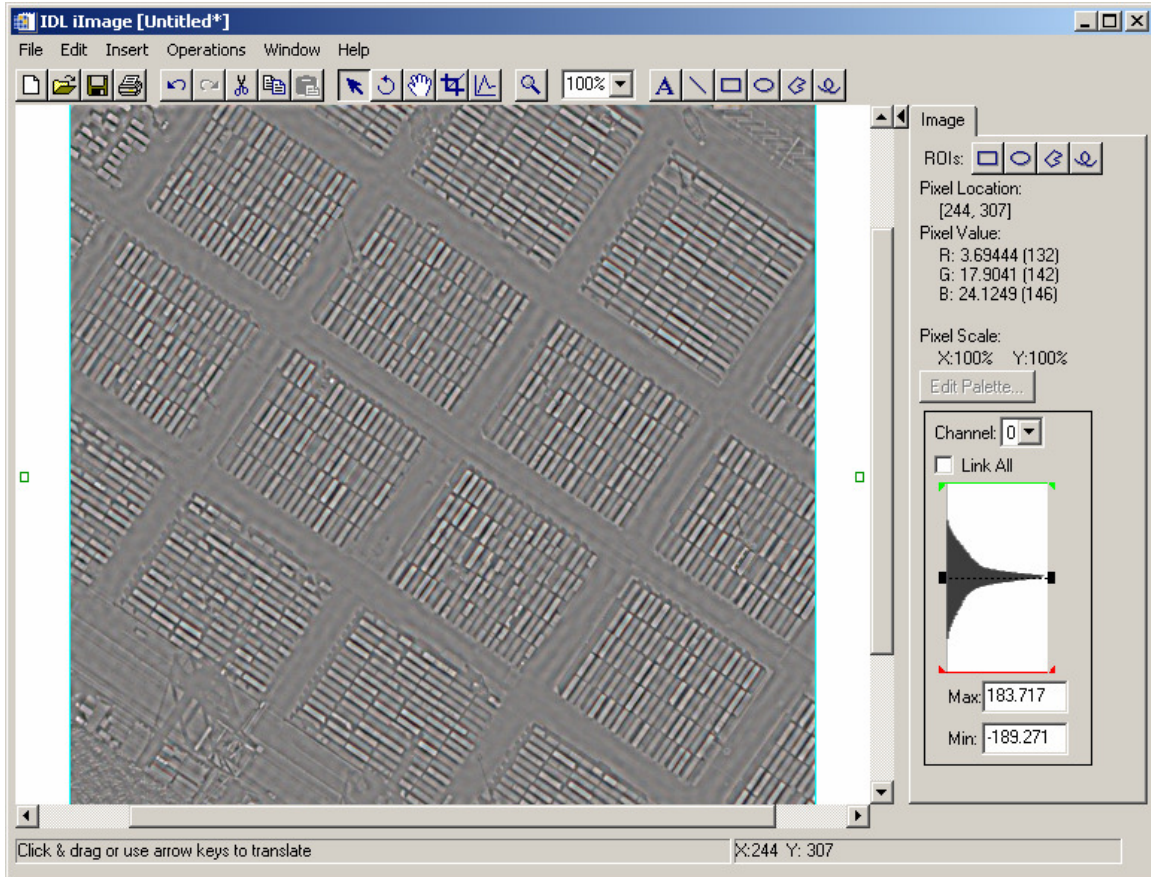 IDL iImage [Untitled*]
File Edit Insert Operations Window Help
100%
A
Image
ROIs:
Pixel Location:
[244, 307]
Pixel Value:
R: 3.69444 (132)
G: 17.9041 (142)
B: 24.1249 (146)
Pixel Scale:
X:100% Y:100%
Edit Palette...
Channel: 0
Link All
Max: 183.717
Min: -189.271
Click & drag or use arrow keys to translate X:244 Y: 307